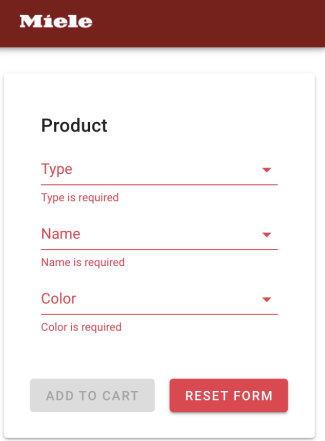 Miele
Product
Type
Type is required
Name
Name is required
Color
Color is required
ADD TO CART RESET FORM